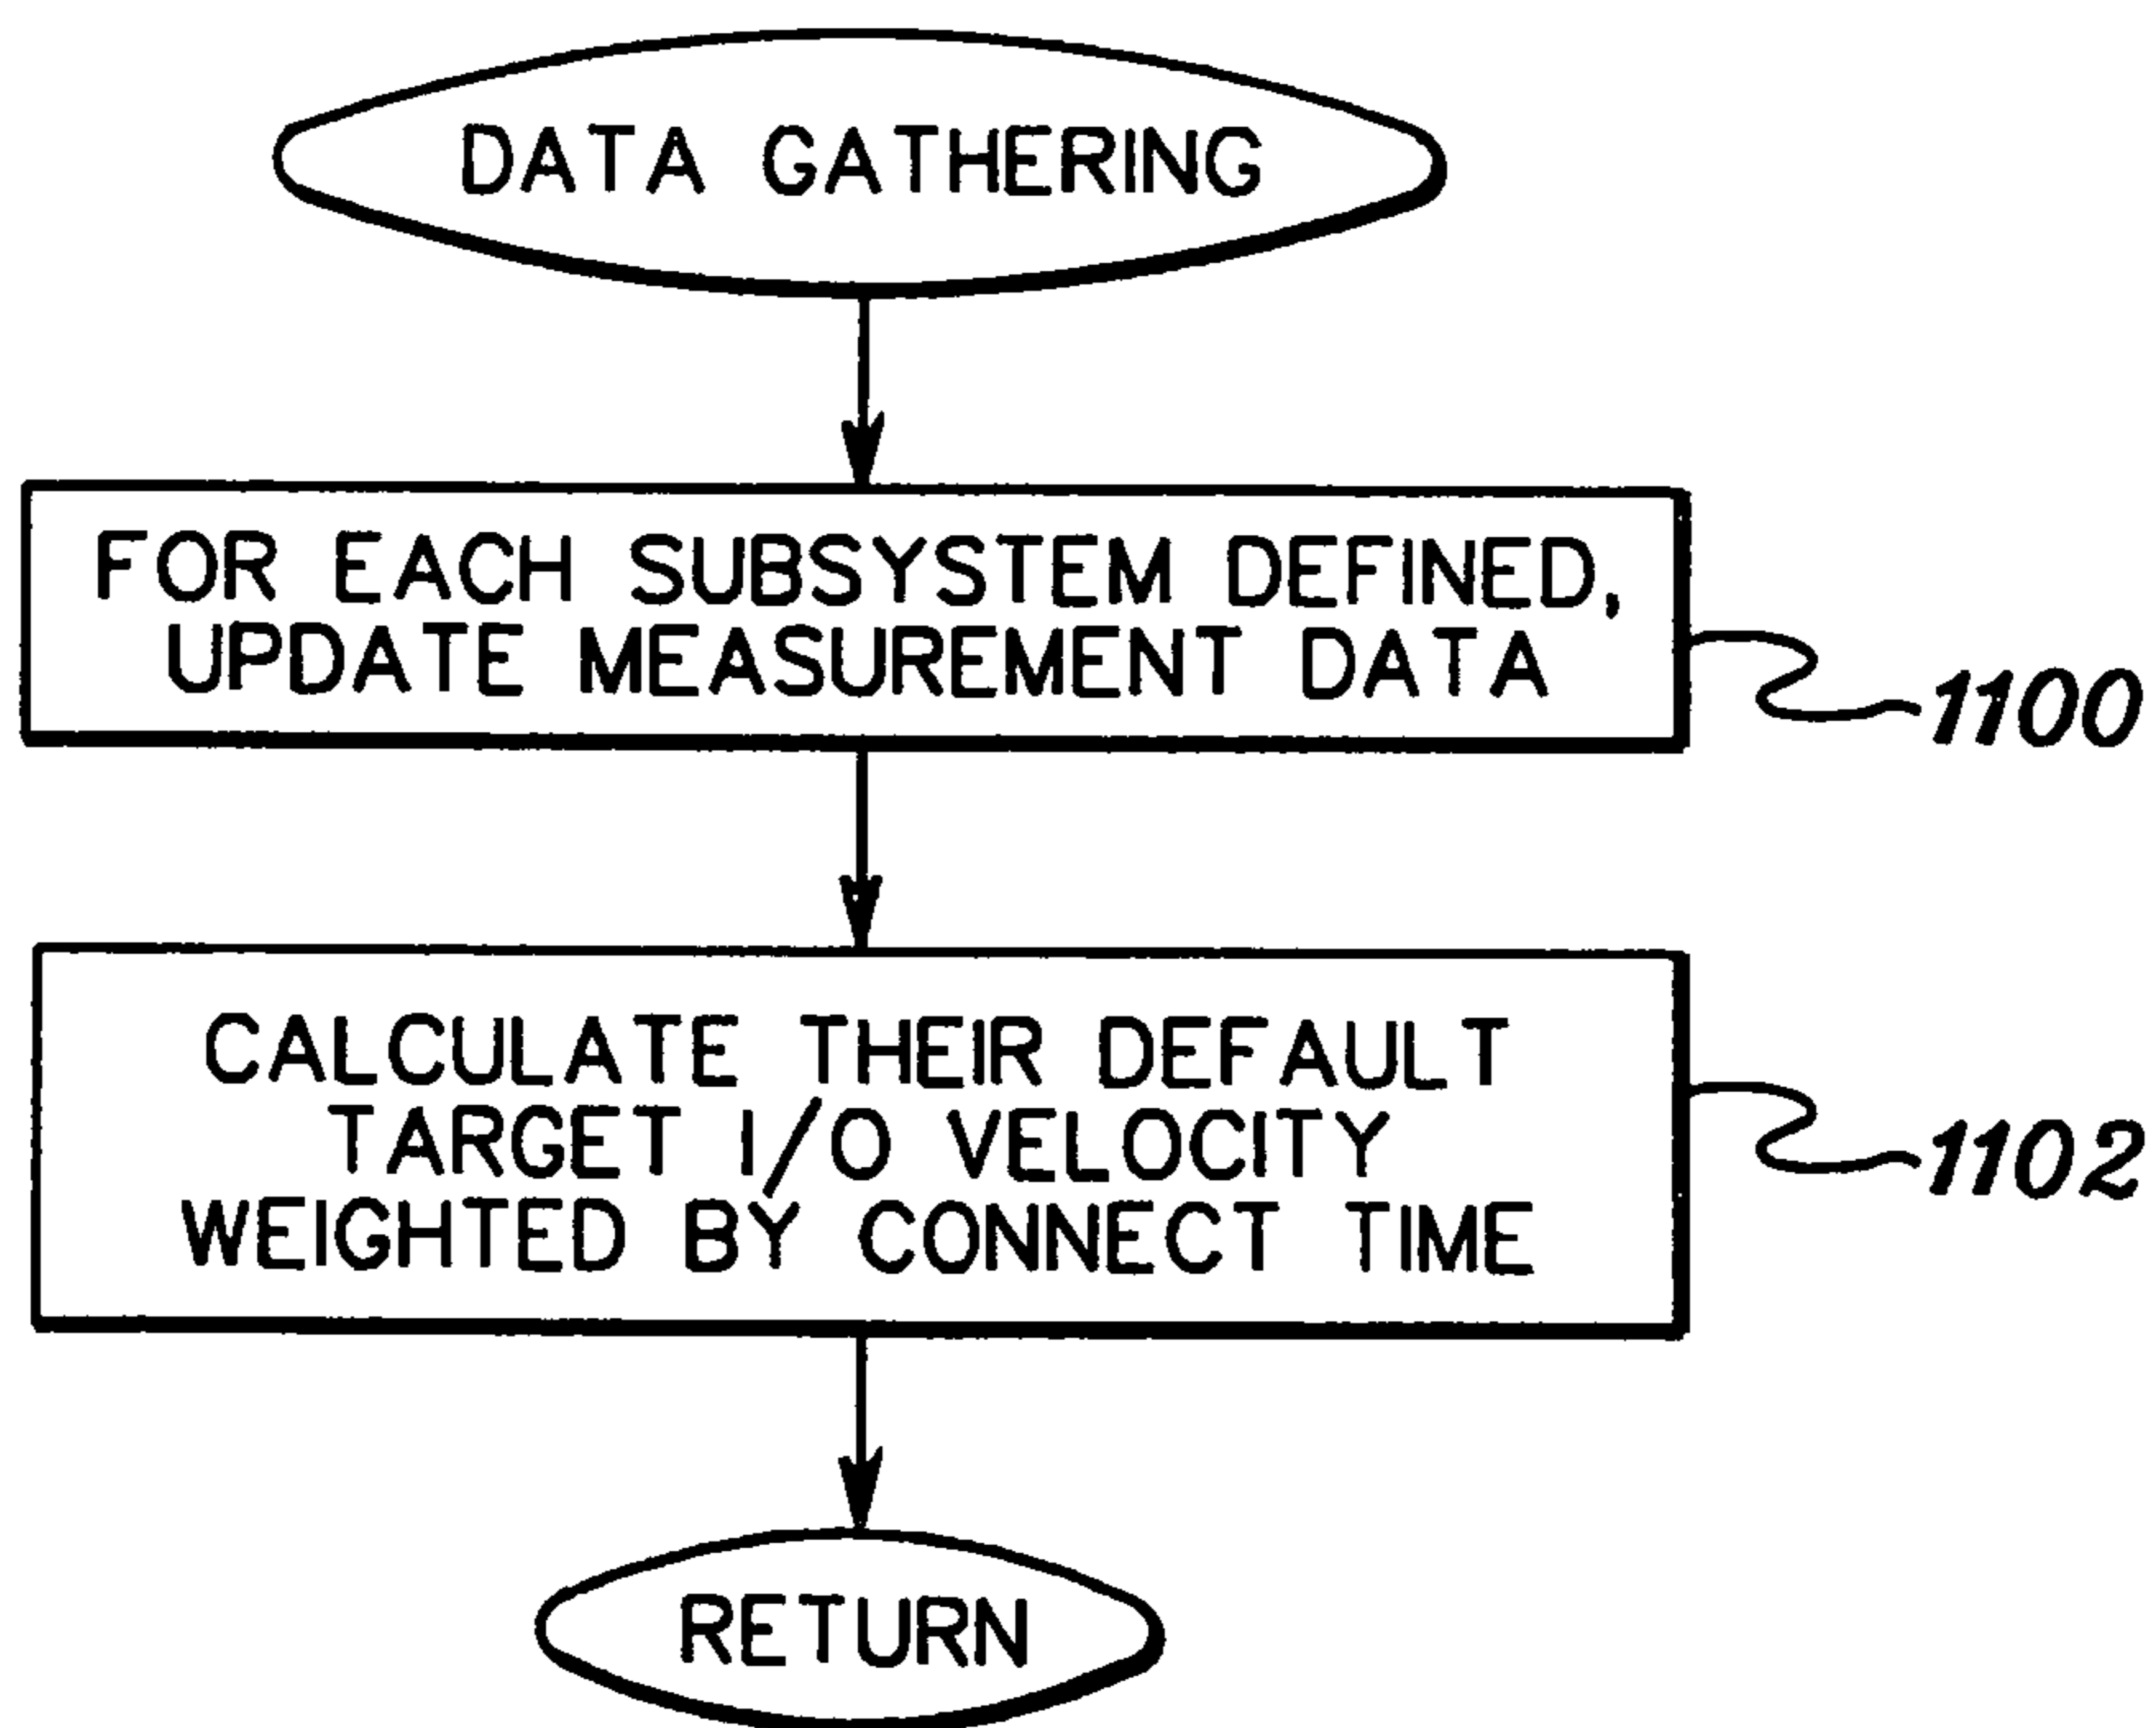 DATA GATHERING
FOR EACH SUBSYSTEM DEFINED,
UPDATE MEASUREMENT DATA
1100
CALCULATE THEIR DEFAULT
TARGET I/O VELOCITY
WEIGHTED BY CONNECT TIME
1102
RETURN